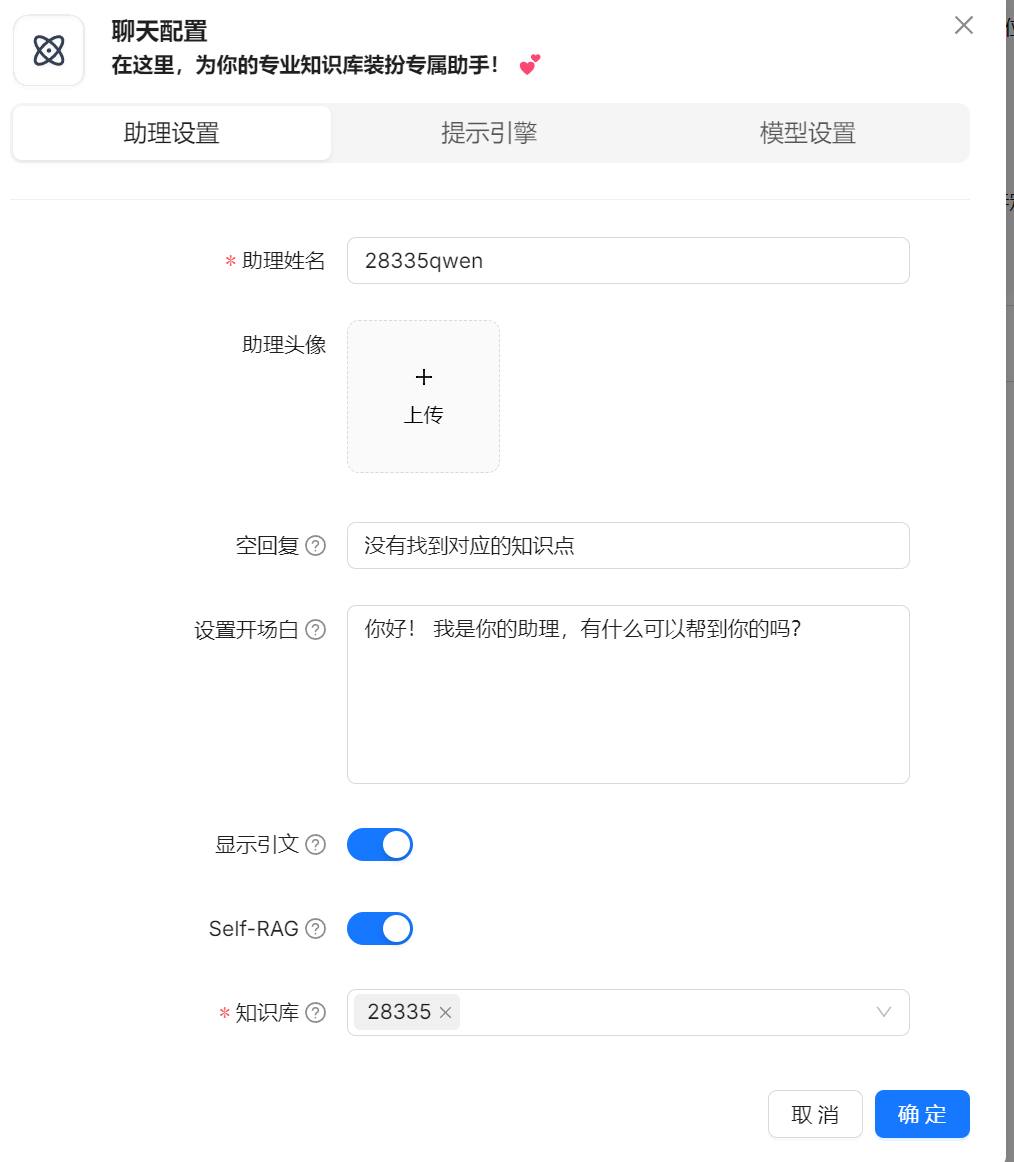 聊天配置
在这里，为你的专业知识库装扮专属助手！ 💕
助理设置 提示引擎 模型设置
* 助理姓名 28335qwen
助理头像
+
上传
空回复 ? 没有找到对应的知识点
设置开场白 ? 你好！ 我是你的助理，有什么可以帮到你的吗？
显示引文 ?
Self-RAG ?
* 知识库 ? 28335 ×
取 消 确 定